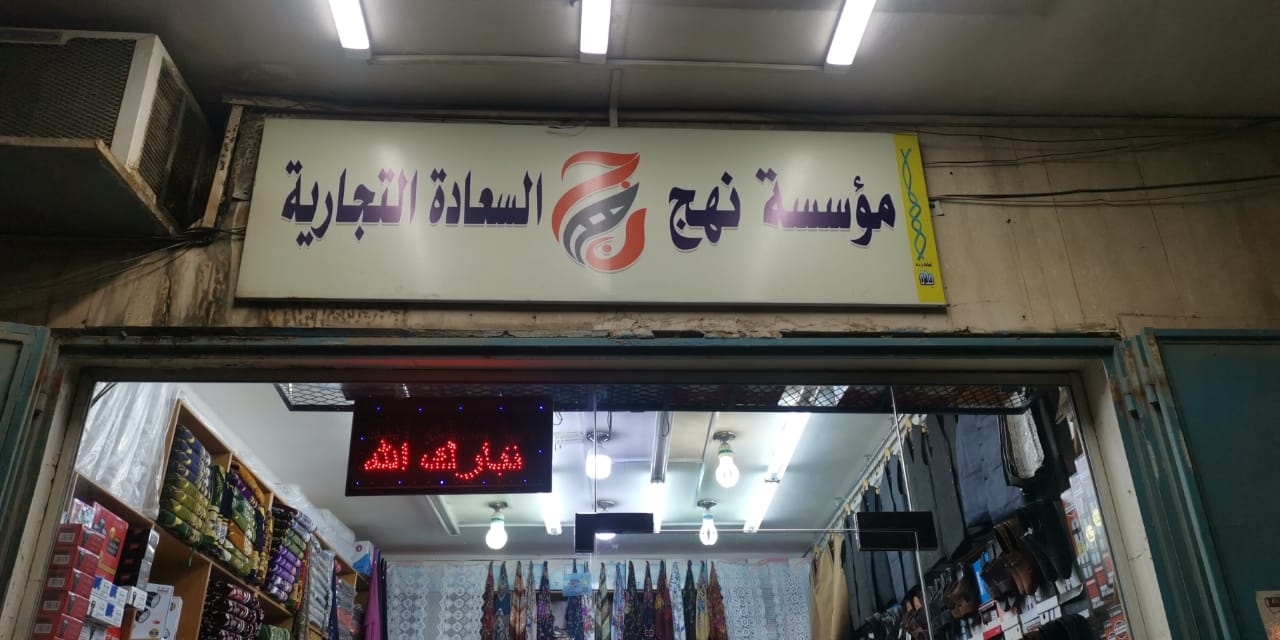 مؤسسة نهج السعادة التجارية
تبارك الله